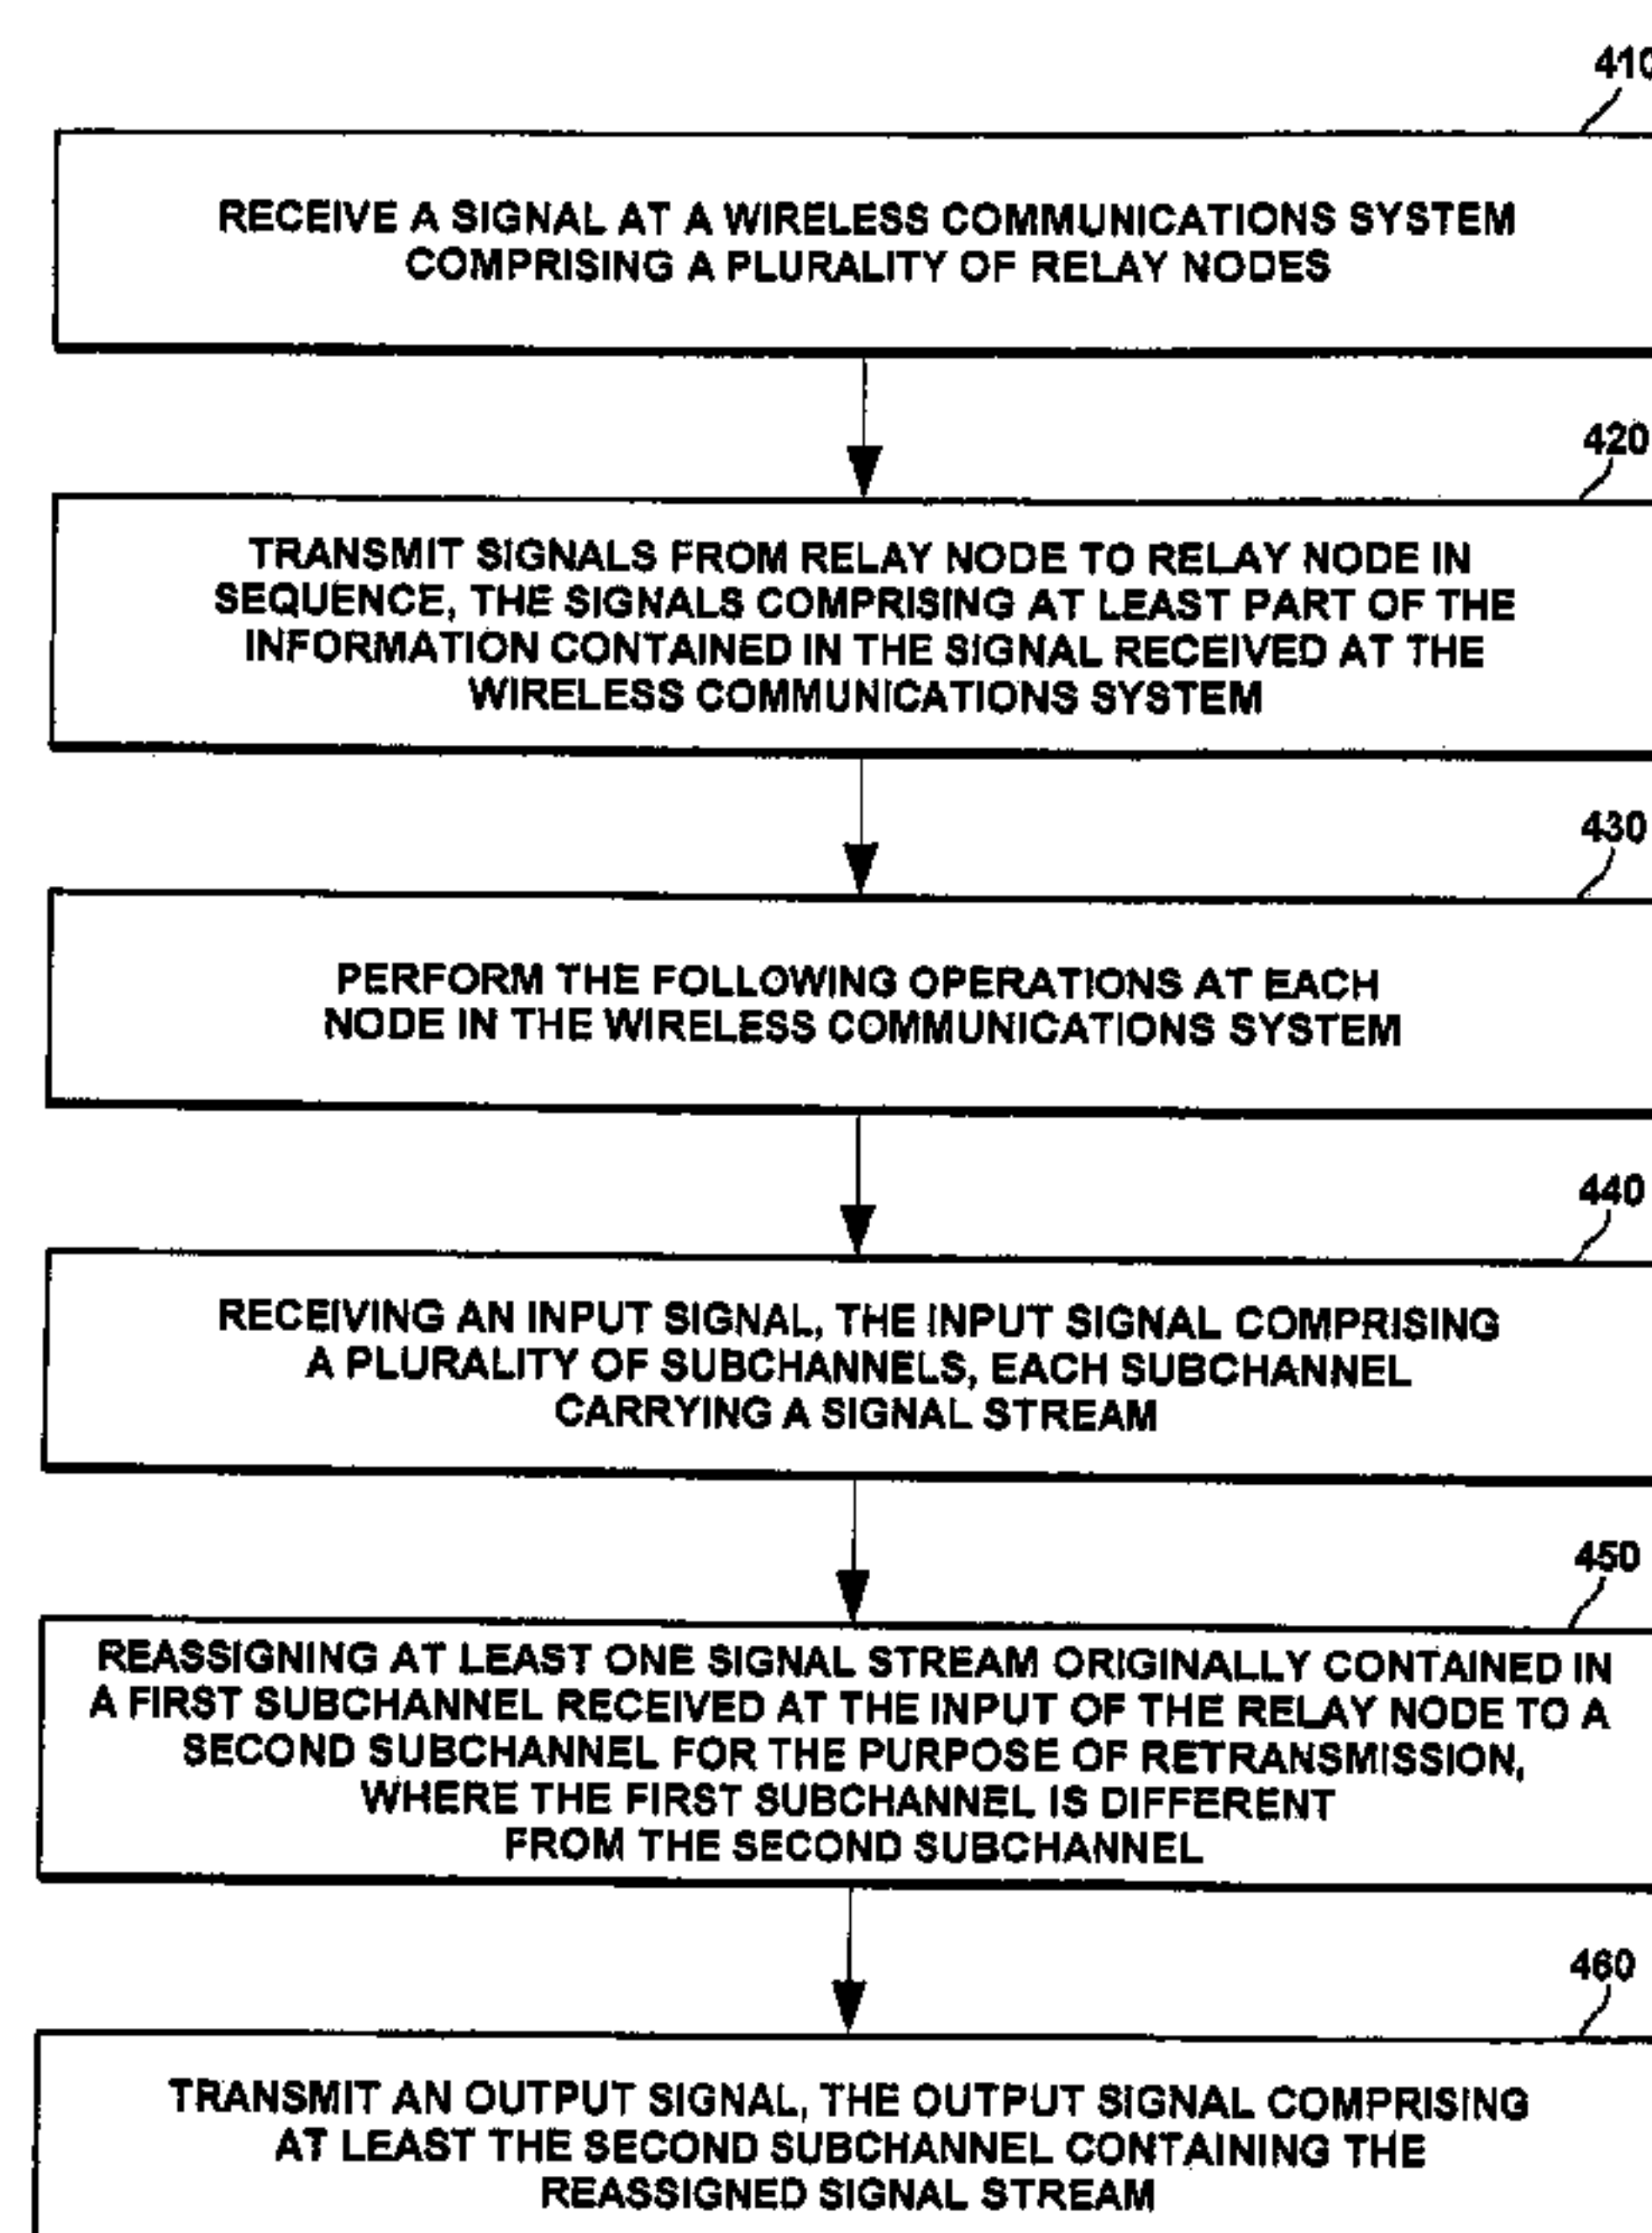 410
RECEIVE A SIGNAL AT A WIRELESS COMMUNICATIONS SYSTEM
COMPRISING A PLURALITY OF RELAY NODES
420
TRANSMIT SIGNALS FROM RELAY NODE TO RELAY NODE IN
SEQUENCE, THE SIGNALS COMPRISING AT LEAST PART OF THE
INFORMATION CONTAINED IN THE SIGNAL RECEIVED AT THE
WIRELESS COMMUNICATIONS SYSTEM
430
PERFORM THE FOLLOWING OPERATIONS AT EACH
NODE IN THE WIRELESS COMMUNICATIONS SYSTEM
440
RECEIVING AN INPUT SIGNAL, THE INPUT SIGNAL COMPRISING
A PLURALITY OF SUBCHANNELS, EACH SUBCHANNEL
CARRYING A SIGNAL STREAM
450
REASSIGNING AT LEAST ONE SIGNAL STREAM ORIGINALLY CONTAINED IN
A FIRST SUBCHANNEL RECEIVED AT THE INPUT OF THE RELAY NODE TO A
SECOND SUBCHANNEL FOR THE PURPOSE OF RETRANSMISSION,
WHERE THE FIRST SUBCHANNEL IS DIFFERENT
FROM THE SECOND SUBCHANNEL
460
TRANSMIT AN OUTPUT SIGNAL, THE OUTPUT SIGNAL COMPRISING
AT LEAST THE SECOND SUBCHANNEL CONTAINING THE
REASSIGNED SIGNAL STREAM